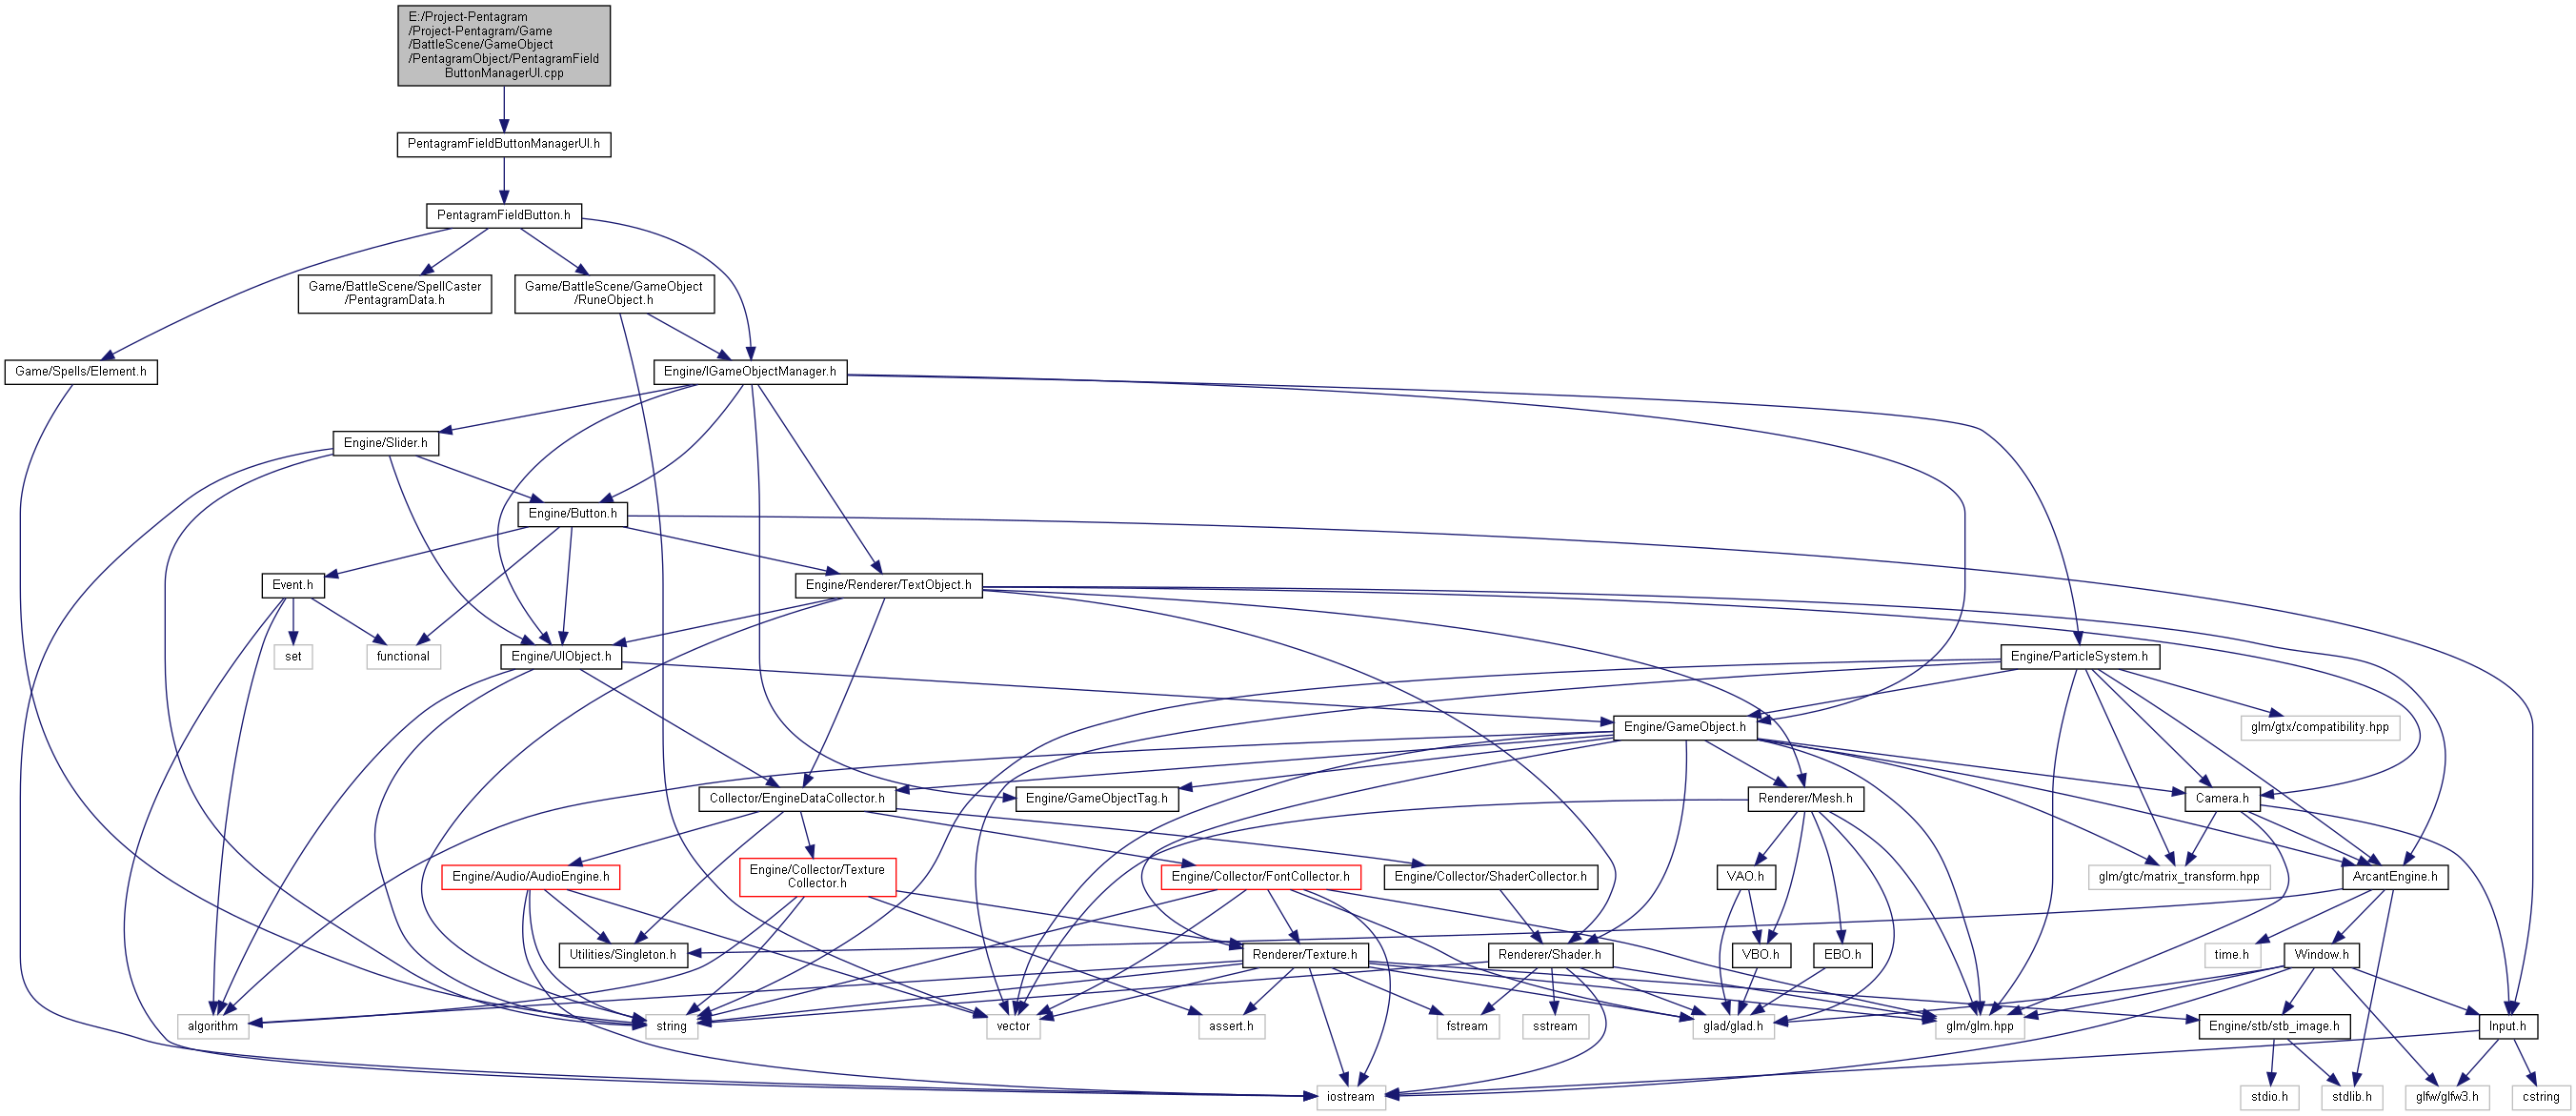 E:/Project-Pentagram
/Project-Pentagram/Game
/BattleScene/GameObject
/PentagramObject/PentagramField
ButtonManagerUI.cpp
PentagramFieldButtonManagerUI.h
PentagramFieldButton.h
Game/BattleScene/SpellCaster
/PentagramData.h
Game/BattleScene/GameObject
/RuneObject.h
Game/Spells/Element.h
Engine/IGameObjectManager.h
Engine/Slider.h
Engine/Button.h
Event.h
Engine/Renderer/TextObject.h
set
functional
Engine/UIObject.h
Engine/ParticleSystem.h
Engine/GameObject.h
glm/gtx/compatibility.hpp
Collector/EngineDataCollector.h
Engine/GameObjectTag.h
Renderer/Mesh.h
Camera.h
Engine/Audio/AudioEngine.h
Engine/Collector/Texture
Collector.h
Engine/Collector/FontCollector.h
Engine/Collector/ShaderCollector.h
VAO.h
glm/gtc/matrix_transform.hpp
ArcantEngine.h
Utilities/Singleton.h
Renderer/Texture.h
Renderer/Shader.h
VBO.h
EBO.h
time.h
Window.h
algorithm
string
vector
assert.h
fstream
sstream
glad/glad.h
glm/glm.hpp
Engine/stb/stb_image.h
Input.h
iostream
stdio.h
stdlib.h
glfw/glfw3.h
cstring